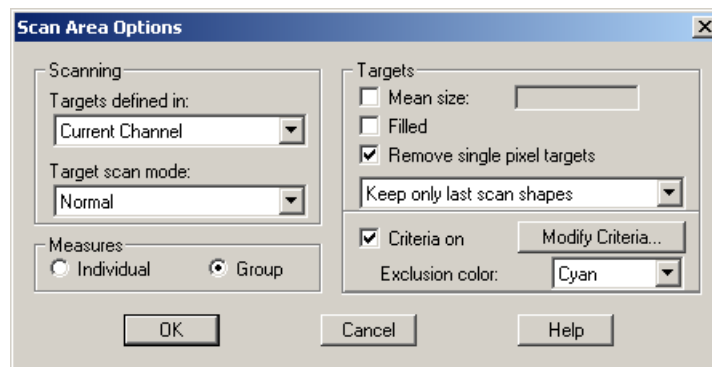 Scan Area Options
Scanning
Targets defined in:
Current Channel
Target scan mode:
Normal
Measures
Individual
Group
Targets
Mean size:
Filled
Remove single pixel targets
Keep only last scan shapes
Criteria on
Modify Criteria...
Exclusion color:
Cyan
OK
Cancel
Help